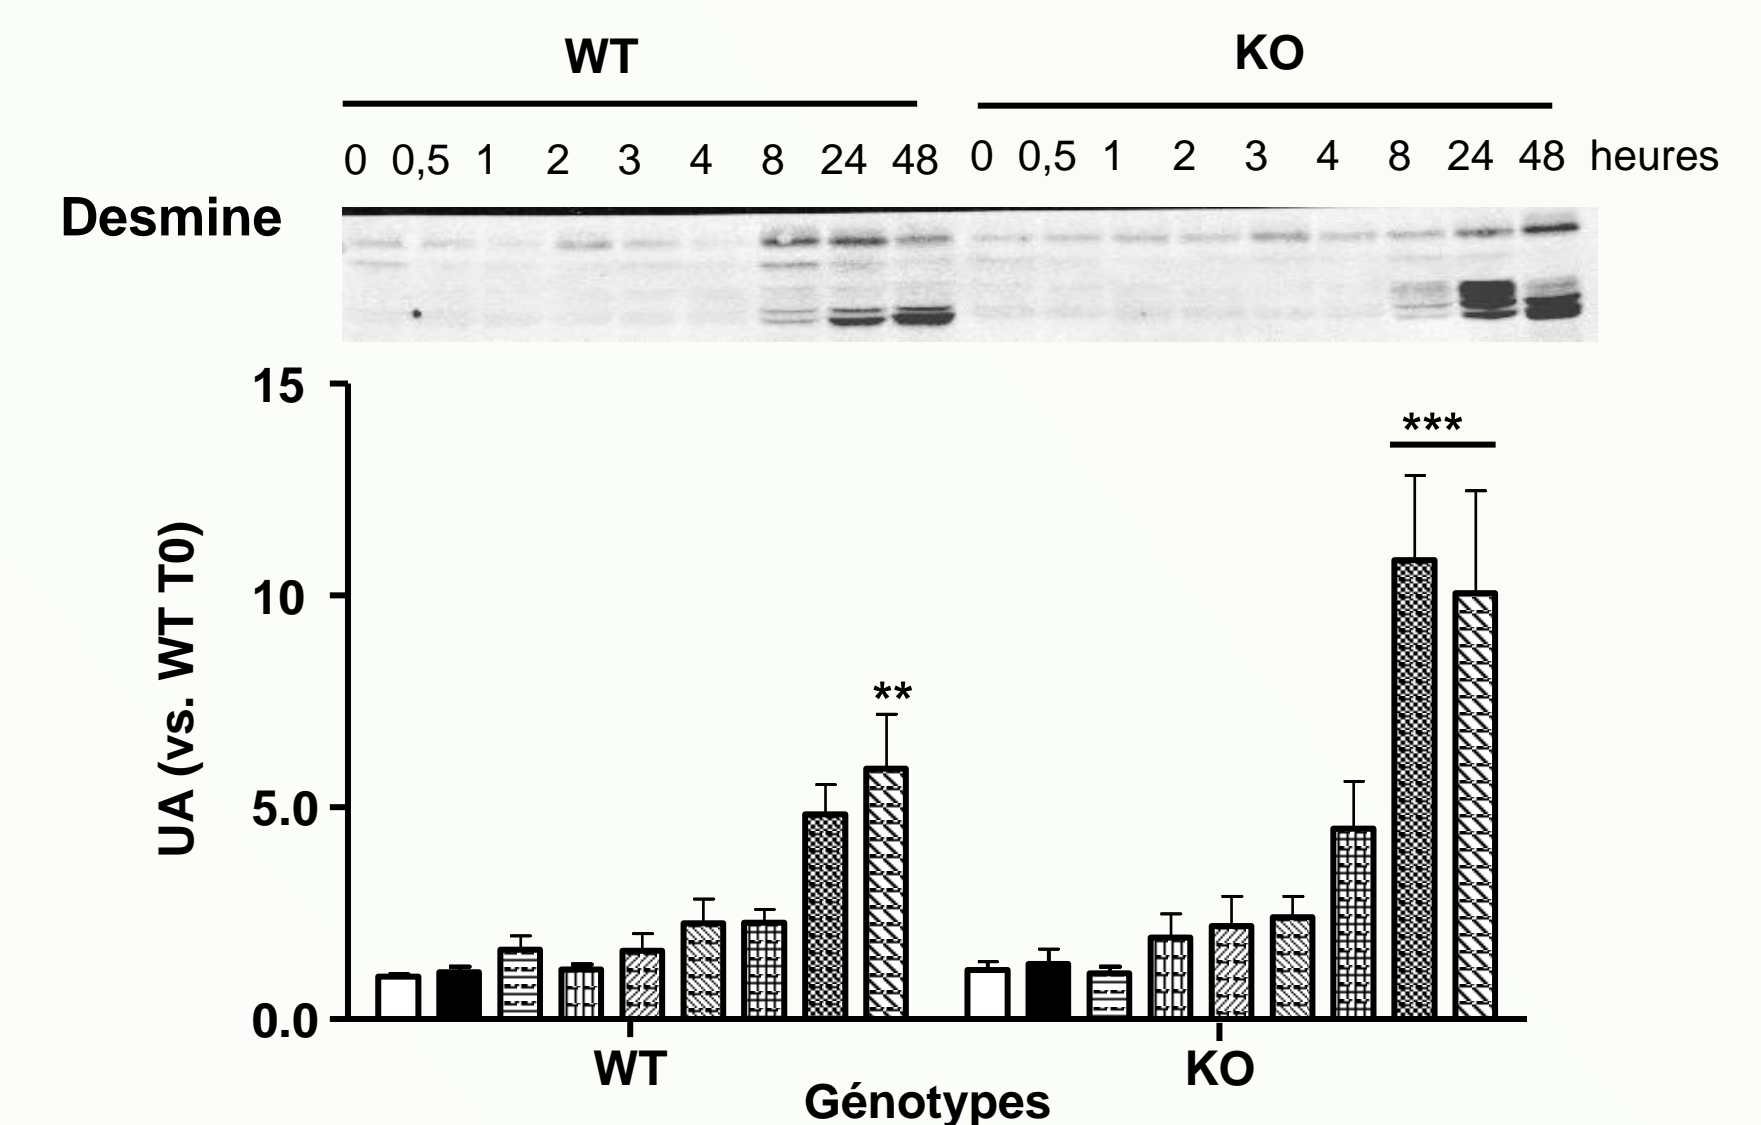 WT KO
0 0,5 1 2 3 4 8 24 48 0 0,5 1 2 3 4 8 24 48 heures
Desmine
15
***
10
**
5.0
0.0
UA (vs. WT T0)
WT KO
Génotypes